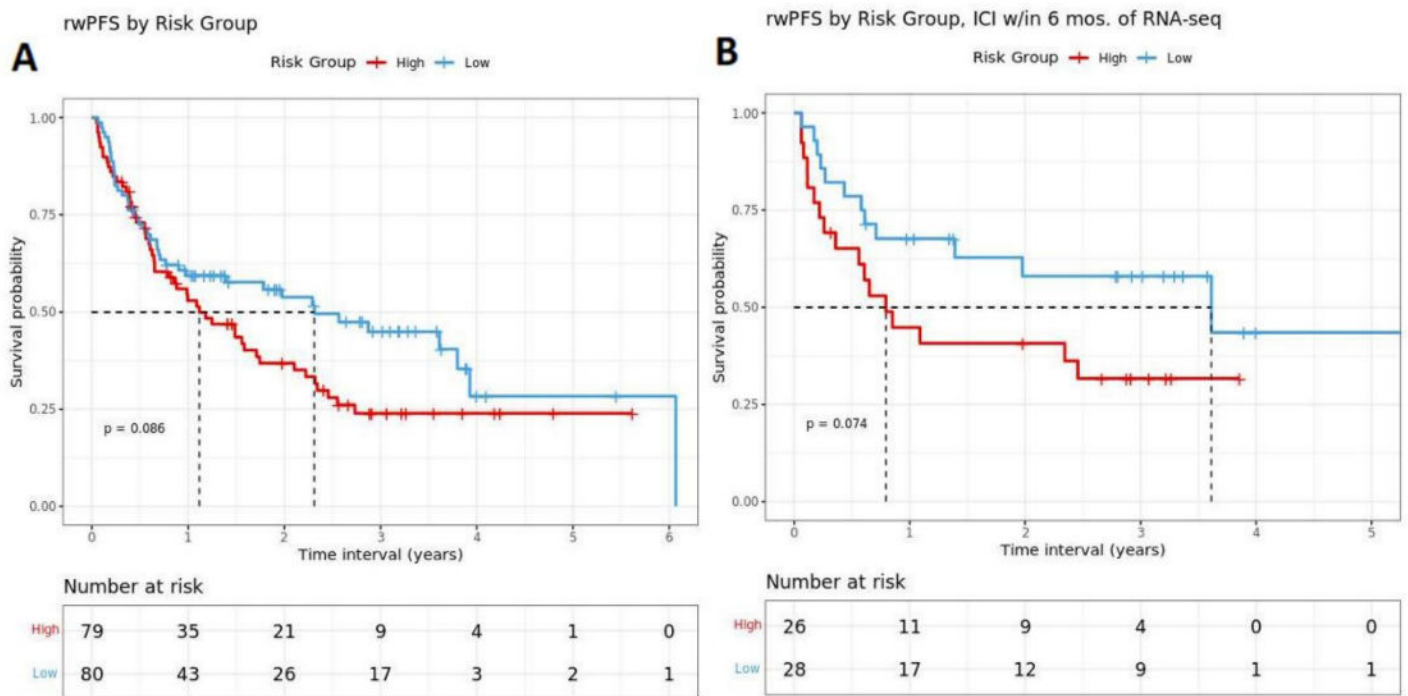 rwPFS by Risk Group
A
Risk Group High Low
Survival probability
1.00
0.75
0.50
0.25
0.00
p = 0.086
0 1 2 3 4 5 6
Time interval (years)
Number at risk
High 79 35 21 9 4 1 0
Low 80 43 26 17 3 2 1
rwPFS by Risk Group, ICI w/in 6 mos. of RNA-seq
B
Risk Group High Low
Survival probability
1.00
0.75
0.50
0.25
0.00
p = 0.074
0 1 2 3 4 5
Time interval (years)
Number at risk
High 26 11 9 4 0 0
Low 28 17 12 9 1 1